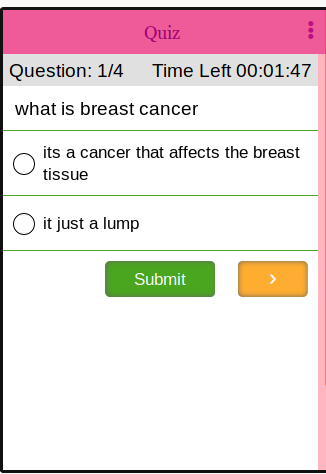 Quiz
Question: 1/4 Time Left 00:01:47
what is breast cancer
its a cancer that affects the breast
tissue
it just a lump
Submit